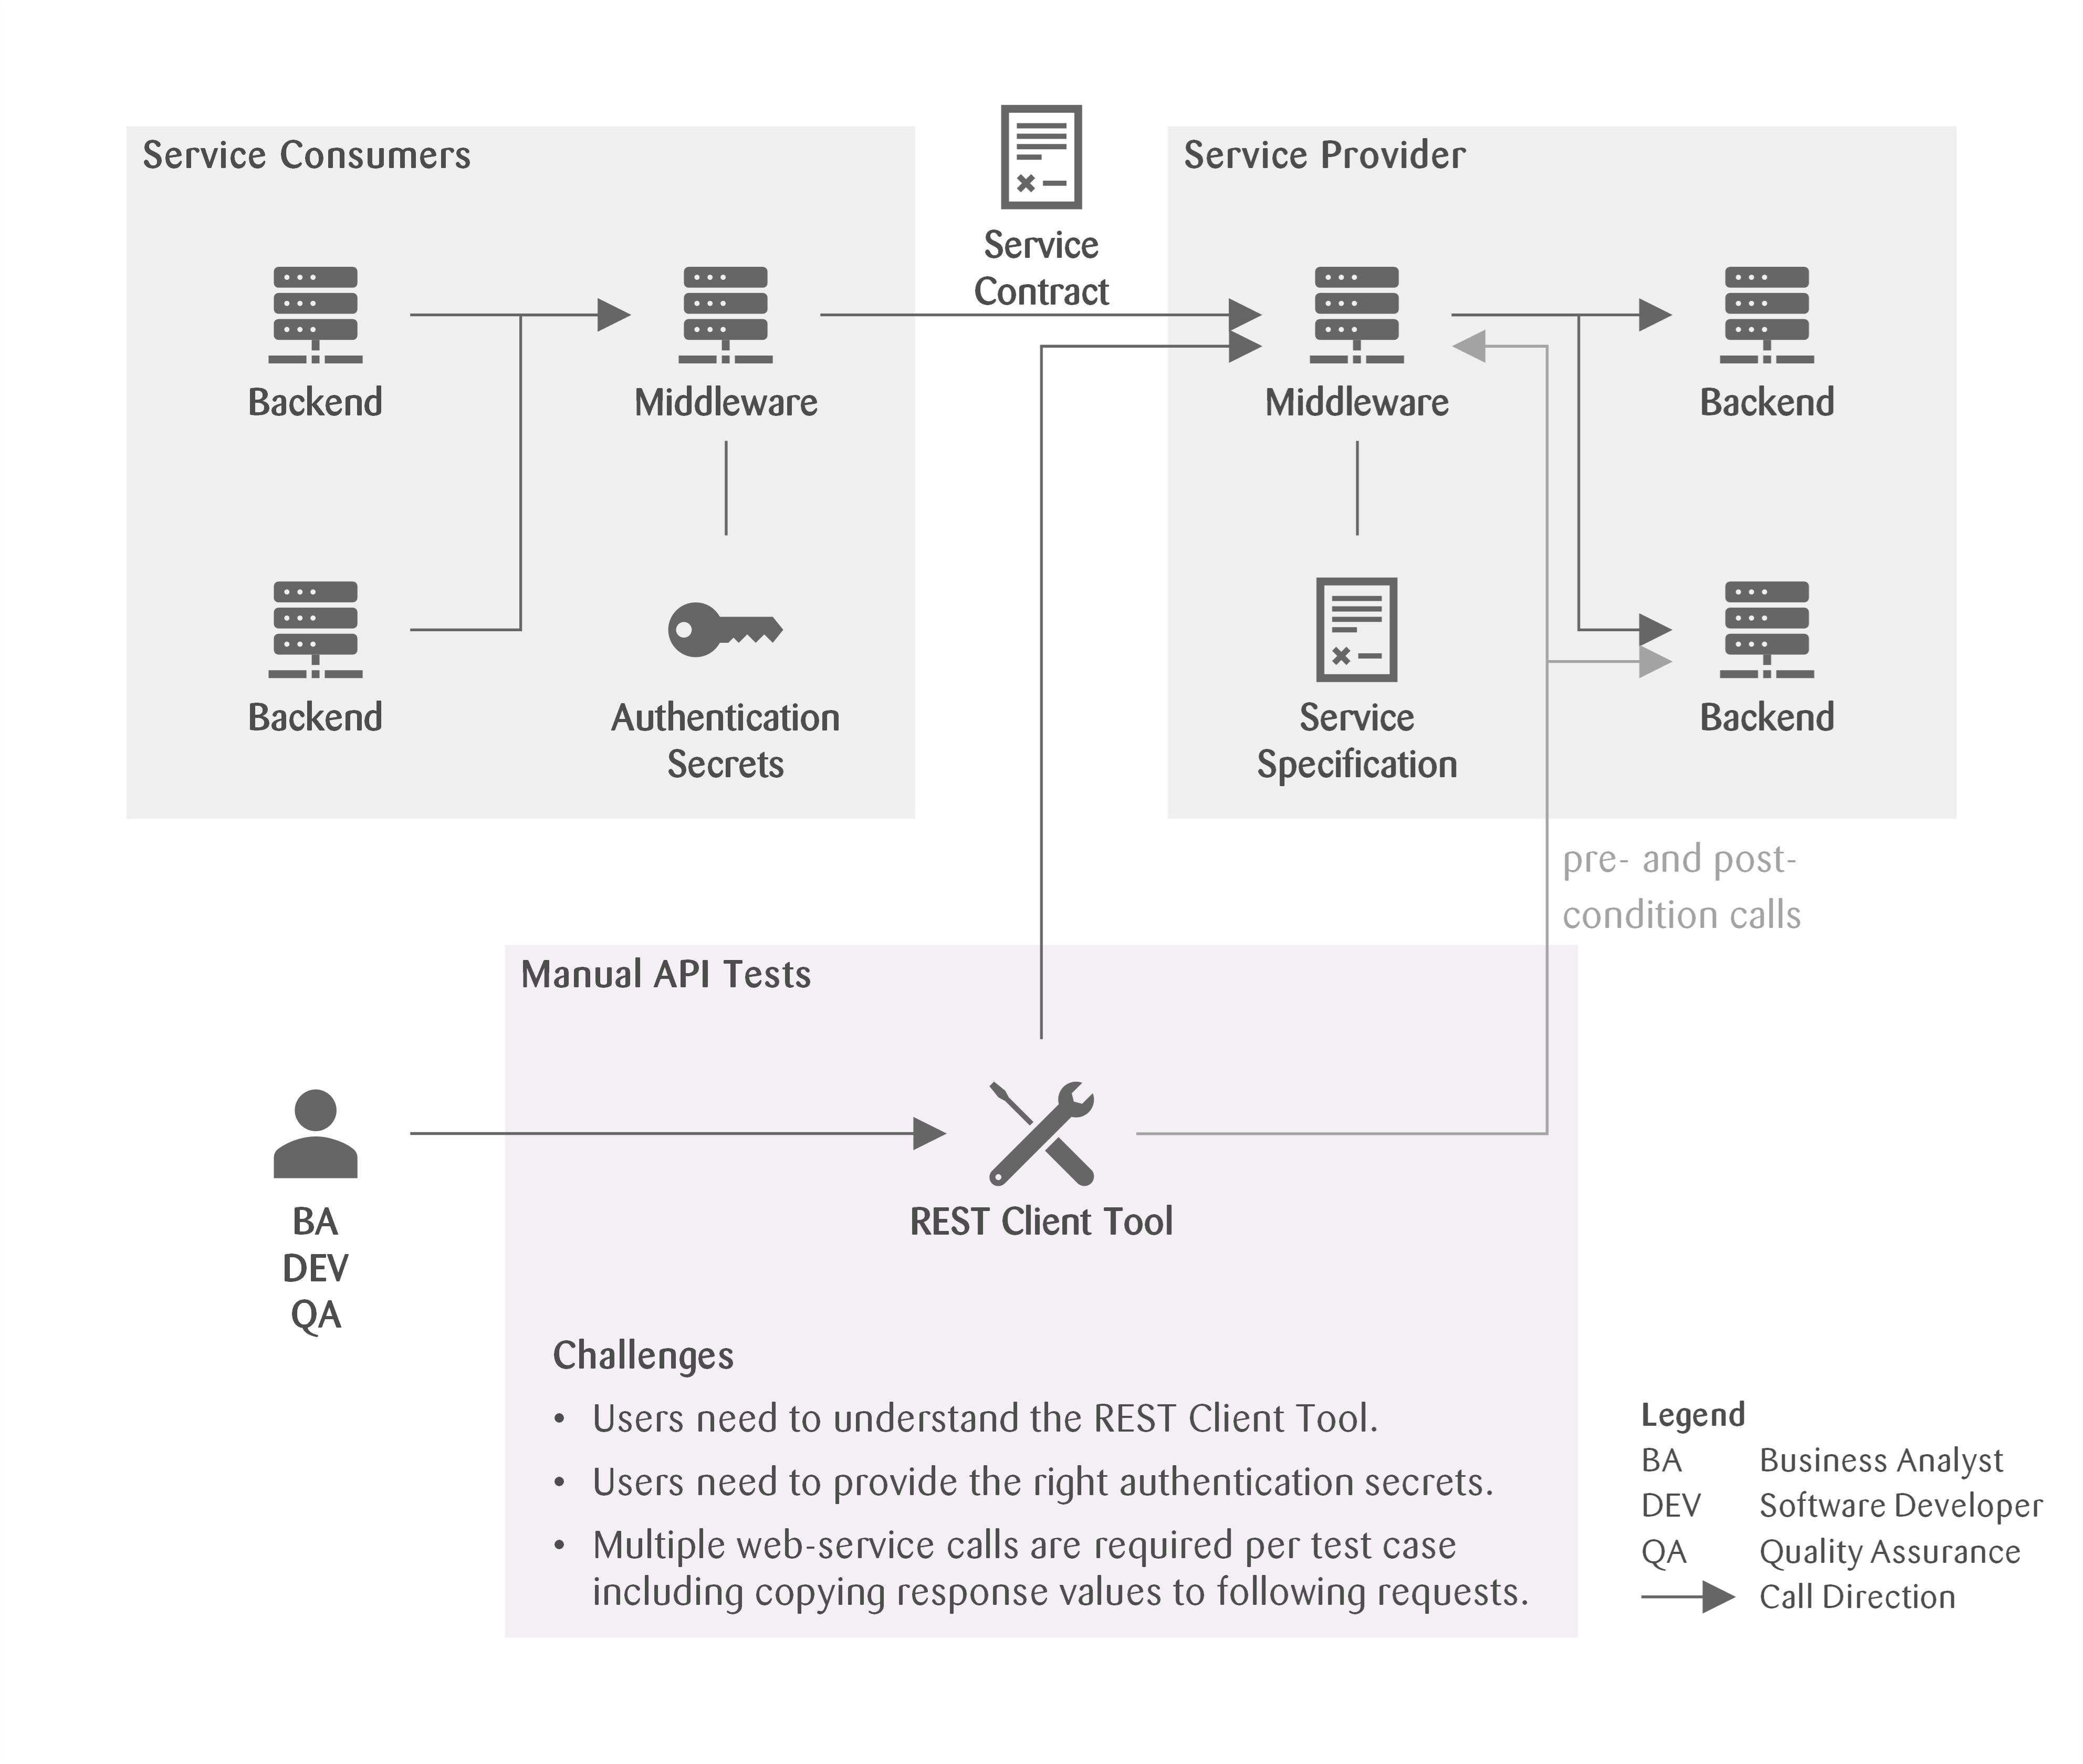 Service Consumers
Service
Contract
Service Provider
Backend
Middleware
Middleware
Backend
Backend
Authentication
Secrets
Service
Specification
Backend
pre- and post-
condition calls
Manual API Tests
BA
DEV
QA
REST Client Tool
Challenges
• Users need to understand the REST Client Tool.
• Users need to provide the right authentication secrets.
• Multiple web-service calls are required per test case
including copying response values to following requests.
Legend
BA Business Analyst
DEV Software Developer
QA Quality Assurance
Call Direction